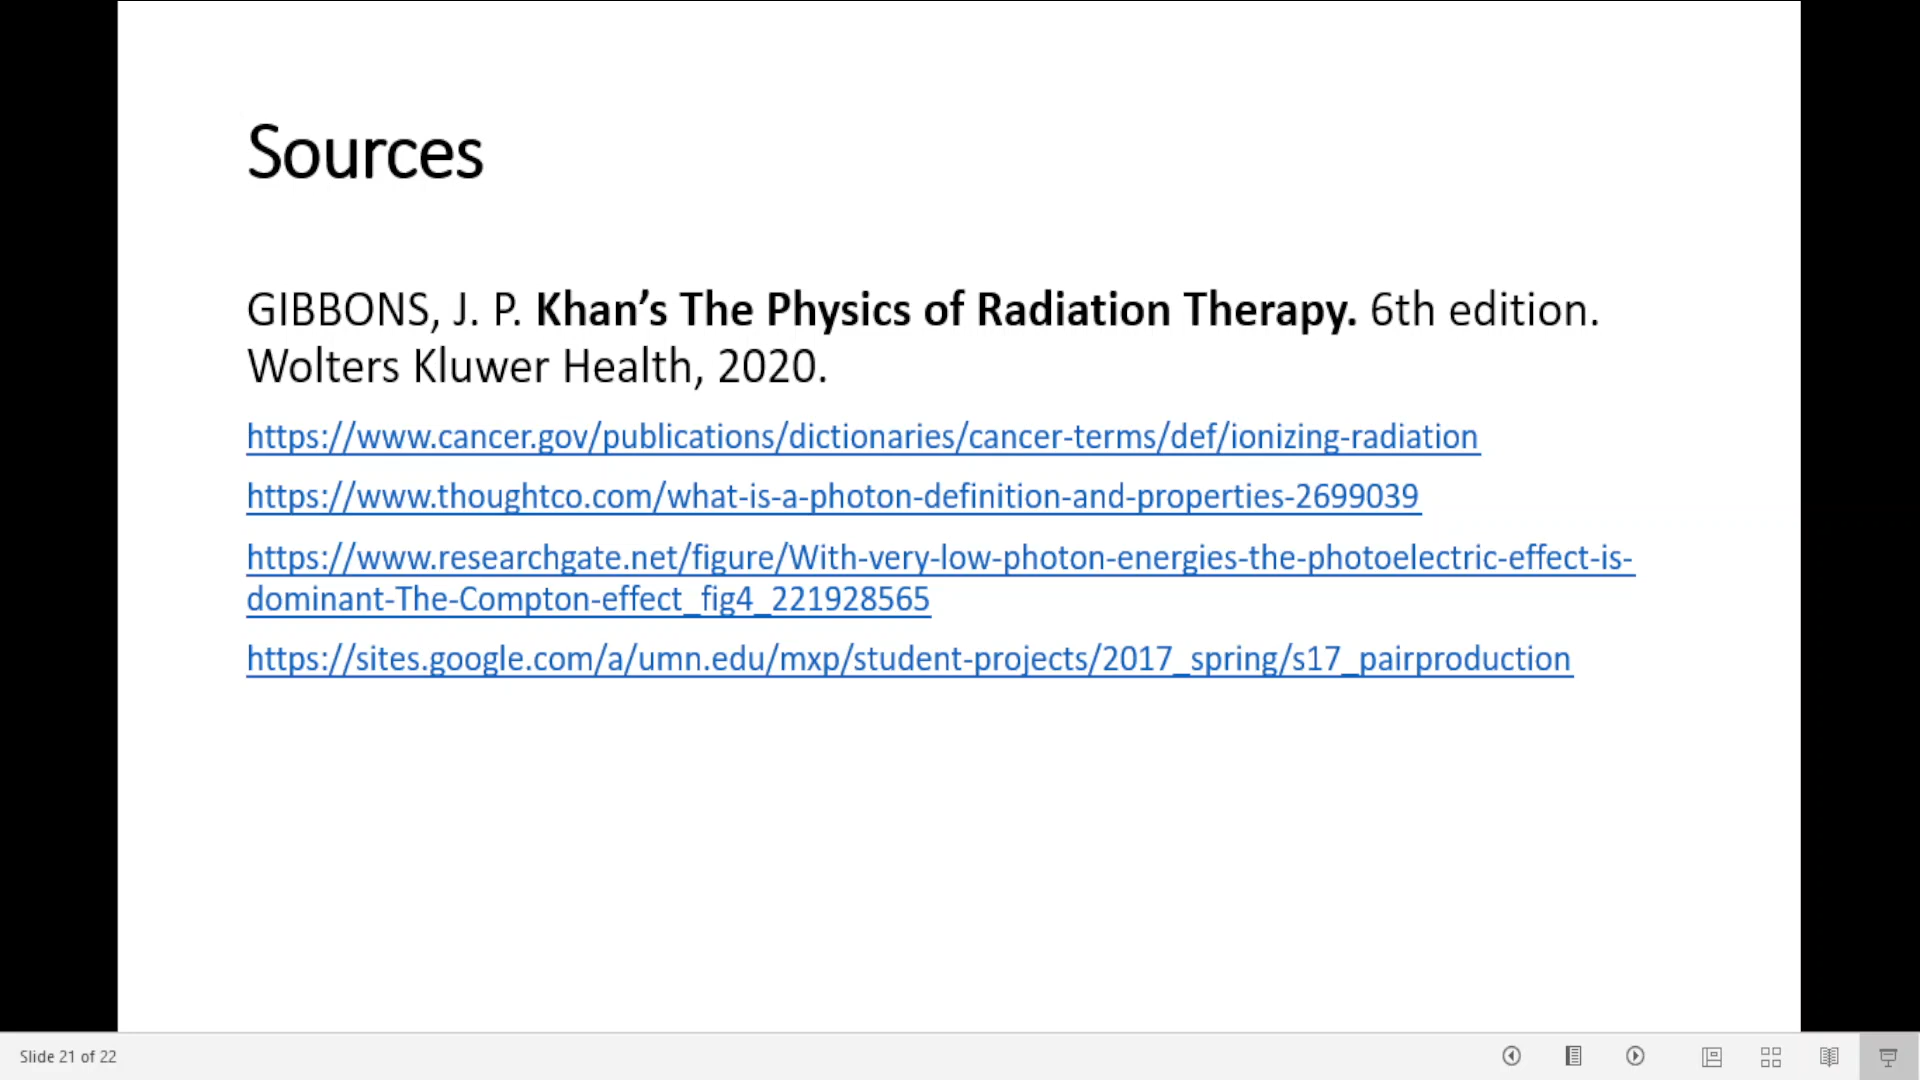 Sources
GIBBONS, J. P. Khan’s The Physics of Radiation Therapy. 6th edition.
Wolters Kluwer Health, 2020.
https://www.cancer.gov/publications/dictionaries/cancer-terms/def/ionizing-radiation
https://www.thoughtco.com/what-is-a-photon-definition-and-properties-2699039
https://www.researchgate.net/figure/With-very-low-photon-energies-the-photoelectric-effect-is-
dominant-The-Compton-effect_fig4_221928565
https://sites.google.com/a/umn.edu/mxp/student-projects/2017_spring/s17_pairproduction
Slide 21 of 22